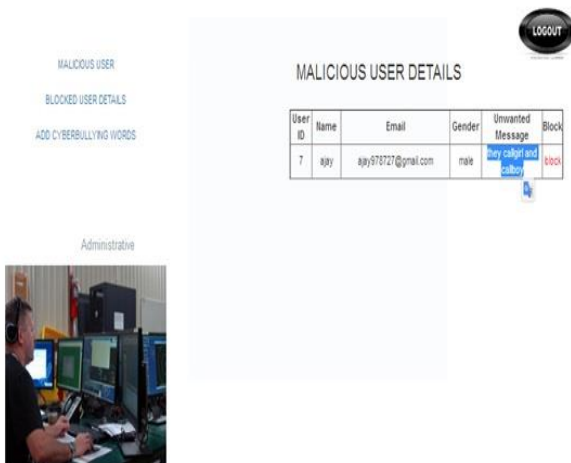 LOGOUT
MALICIOUS USER
BLOCKED USER DETAILS
ADD CYBERBULLYING WORDS
MALICIOUS USER DETAILS
User ID Name Email Gender Unwanted Message Block
7 ajay ajay978727@gmail.com male they callgirl and callboy block
Administrative